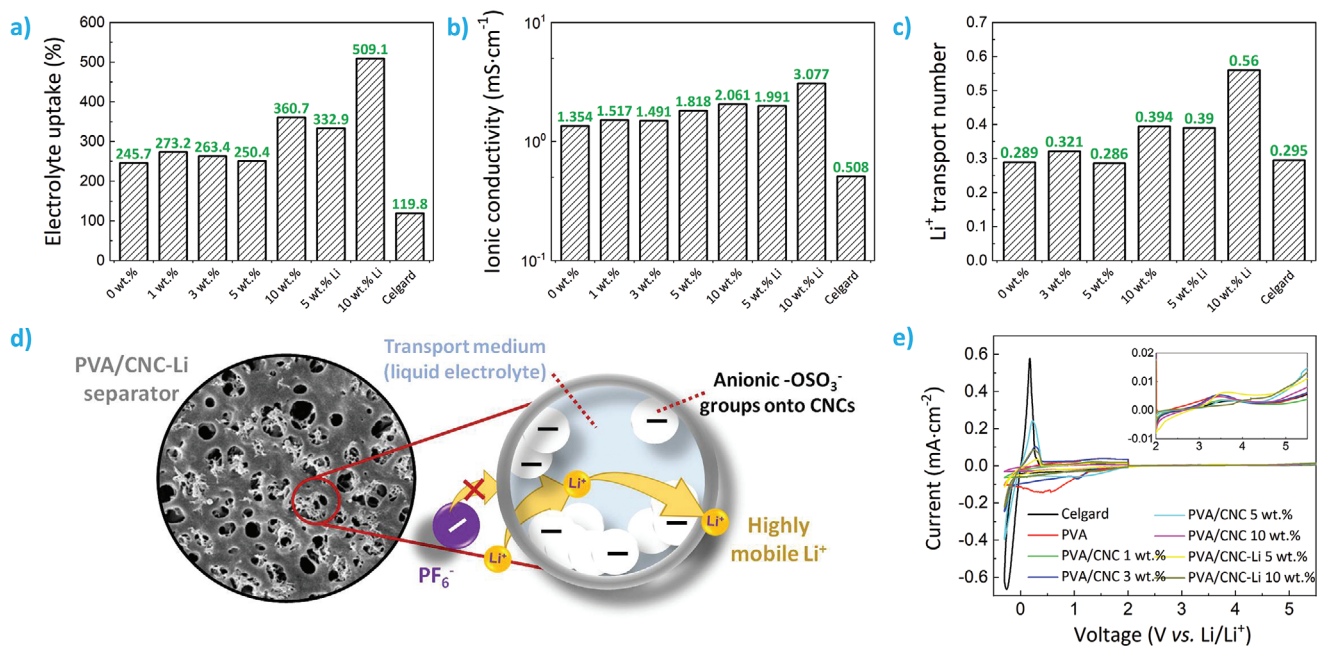 a)
Electrolyte uptake (%)
600
500
400
300
200
100
0
245.7
273.2
263.4
250.4
360.7
332.9
509.1
119.8
0 wt.%
1 wt.%
3 wt.%
5 wt.%
10 wt.%
5 wt.% Li
10 wt.% Li
Celgard
b)
Ionic conductivity (mS·cm⁻¹)
10¹
10⁰
10⁻¹
1.354
1.517
1.491
1.818
2.061
1.991
3.077
0.508
0 wt.%
1 wt.%
3 wt.%
5 wt.%
10 wt.%
5 wt.% Li
10 wt.% Li
Celgard
c)
Li⁺ transport number
0.7
0.6
0.5
0.4
0.3
0.2
0.1
0.0
0.289
0.321
0.286
0.394
0.39
0.56
0.295
0 wt.%
3 wt.%
5 wt.%
10 wt.%
5 wt.% Li
10 wt.% Li
Celgard
d)
PVA/CNC-Li
separator
Transport medium
(liquid electrolyte)
Anionic -OSO₃⁻
groups onto CNCs
Li⁺
Li⁺
Li⁺
PF₆⁻
Highly
mobile Li⁺
e)
Current (mA·cm⁻²)
0.6
0.4
0.2
0.0
-0.2
-0.4
-0.6
0.02
0.01
0.00
-0.01
2
3
4
5
Celgard
PVA
PVA/CNC 1 wt.%
PVA/CNC 3 wt.%
PVA/CNC 5 wt.%
PVA/CNC 10 wt.%
PVA/CNC-Li 5 wt.%
PVA/CNC-Li 10 wt.%
0
1
2
3
4
5
Voltage (V vs. Li/Li⁺)